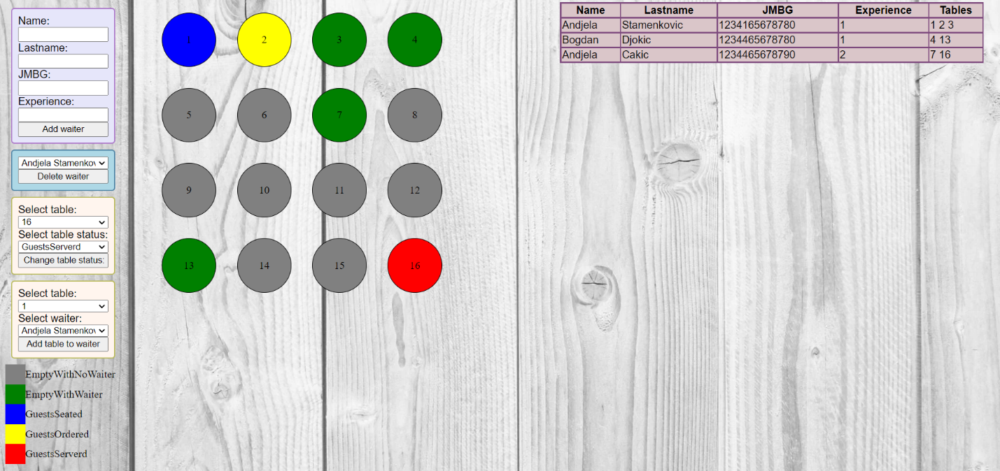 Name:
Lastname:
JMBG:
Experience:
Add waiter
Andjela Stamenkov
Delete waiter
Select table:
16
Select table status:
GuestsServerd
Change table status:
Select table:
1
Select waiter:
Andjela Stamenkov
Add table to waiter
EmptyWithNoWaiter
EmptyWithWaiter
GuestsSeated
GuestsOrdered
GuestsServerd
1 2 3 4
5 6 7 8
9 10 11 12
13 14 15 16
Name Lastname JMBG Experience Tables
Andjela Stamenkovic 1234165678780 1 1 2 3
Bogdan Djokic 1234465678780 1 4 13
Andjela Cakic 1234465678790 2 7 16